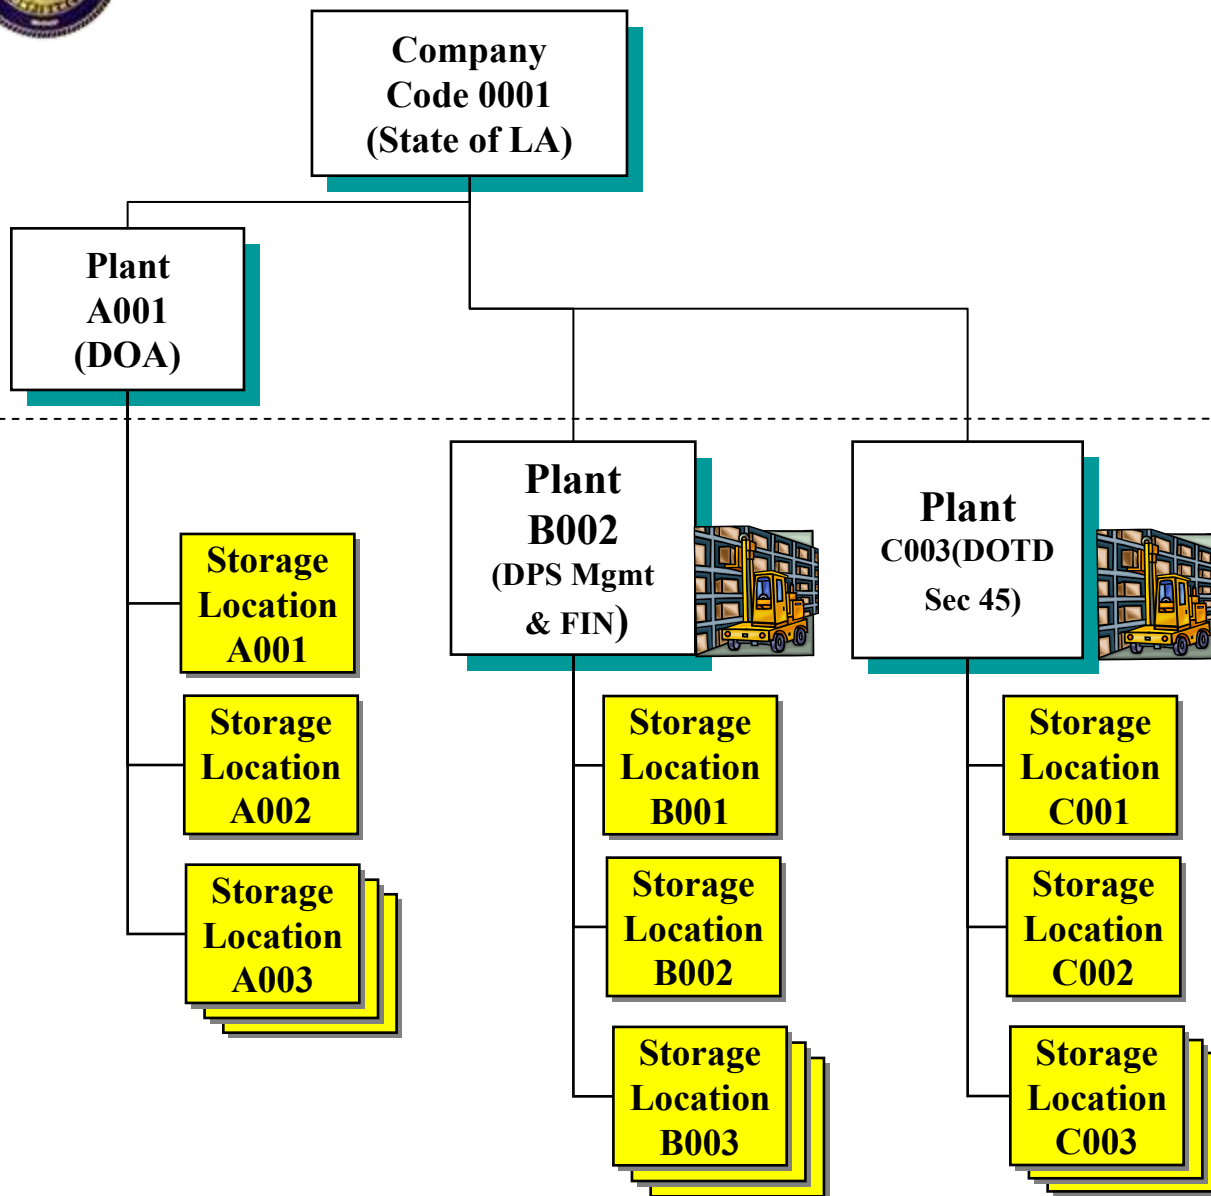 Company
Code 0001
(State of LA)
Plant
A001
(DOA)
Plant
B002
(DPS Mgmt
& FIN)
Plant
C003(DOTD
Sec 45)
Storage
Location
A001
Storage
Location
A002
Storage
Location
A003
Storage
Location
B001
Storage
Location
B002
Storage
Location
B003
Storage
Location
C001
Storage
Location
C002
Storage
Location
C003